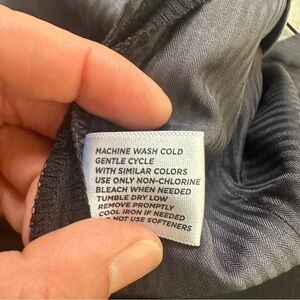 MACHINE WASH COLD
GENTLE CYCLE
WITH SIMILAR COLORS
USE ONLY NON-CHLORINE
BLEACH WHEN NEEDED
TUMBLE DRY LOW
REMOVE PROMPTLY
COOL IRON IF NEEDED
DO NOT USE SOFTENERS